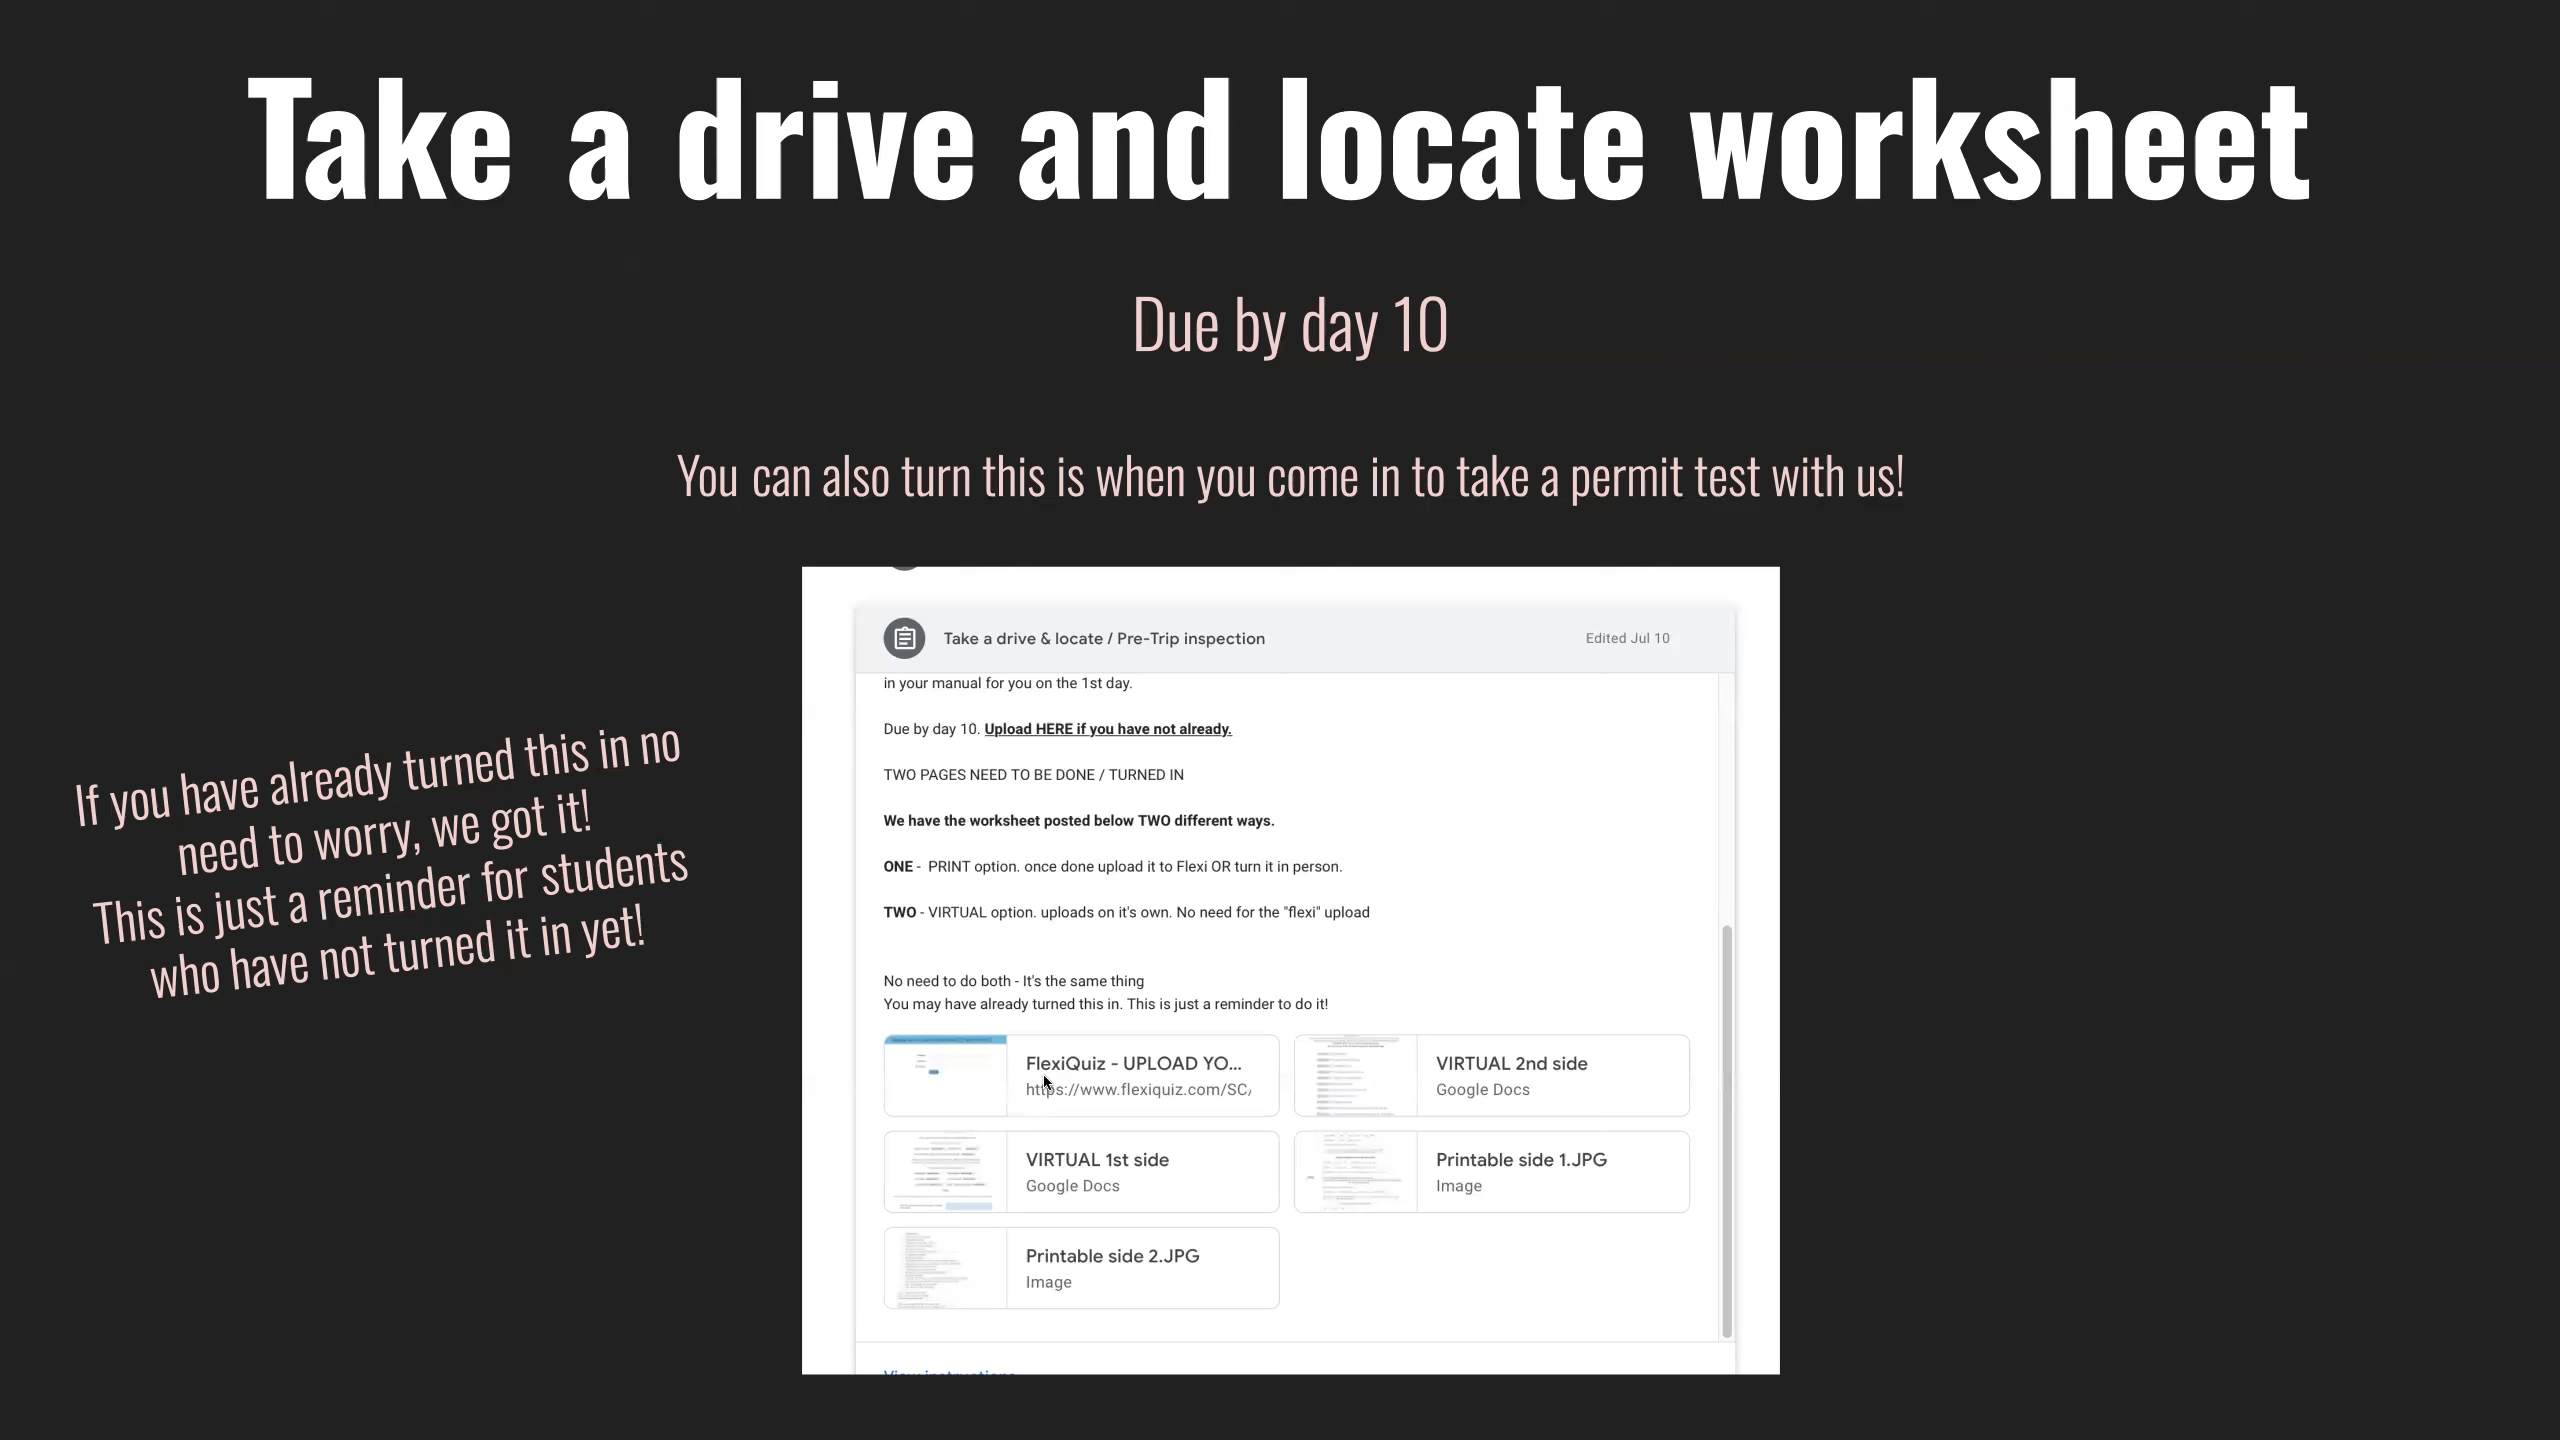 Take a drive and locate worksheet
Due by day 10
You can also turn this is when you come in to take a permit test with us!
If you have already turned this in no
need to worry, we got it!
This is just a reminder for students
who have not turned it in yet!
Take a drive & locate / Pre-Trip inspection
Edited Jul 10
in your manual for you on the 1st day.
Due by day 10. Upload HERE if you have not already.
TWO PAGES NEED TO BE DONE / TURNED IN
We have the worksheet posted below TWO different ways.
ONE - PRINT option. once done upload it to Flexi OR turn it in person.
TWO - VIRTUAL option. uploads on it's own. No need for the "flexi" upload
No need to do both - It's the same thing
You may have already turned this in. This is just a reminder to do it!
FlexiQuiz - UPLOAD YO...
https://www.flexiquiz.com/SC/
VIRTUAL 2nd side
Google Docs
VIRTUAL 1st side
Google Docs
Printable side 1.JPG
Image
Printable side 2.JPG
Image
View instructions